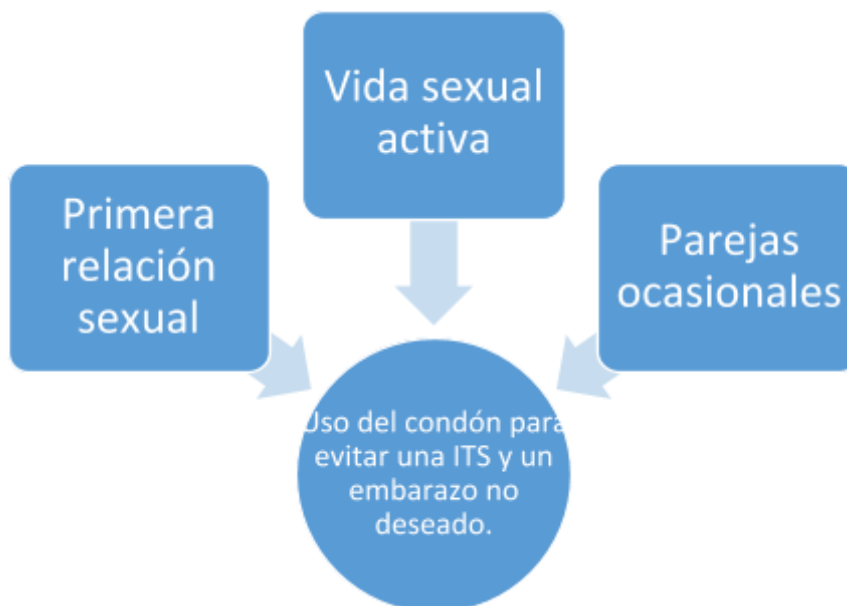 Vida sexual
activa
Primera
relación
sexual
Parejas
ocasionales
Uso del condón para
evitar una ITS y un
embarazo no
deseado.